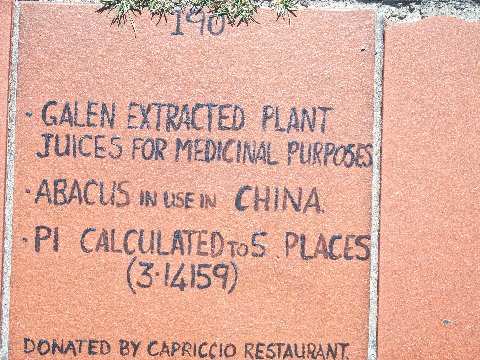 190
- GALEN EXTRACTED PLANT
JUICES FOR MEDICINAL PURPOSES
· ABACUS IN USE IN CHINA.
· PI CALCULATED TO 5 PLACES
(3·14159)
DONATED BY CAPRICCIO RESTAURANT